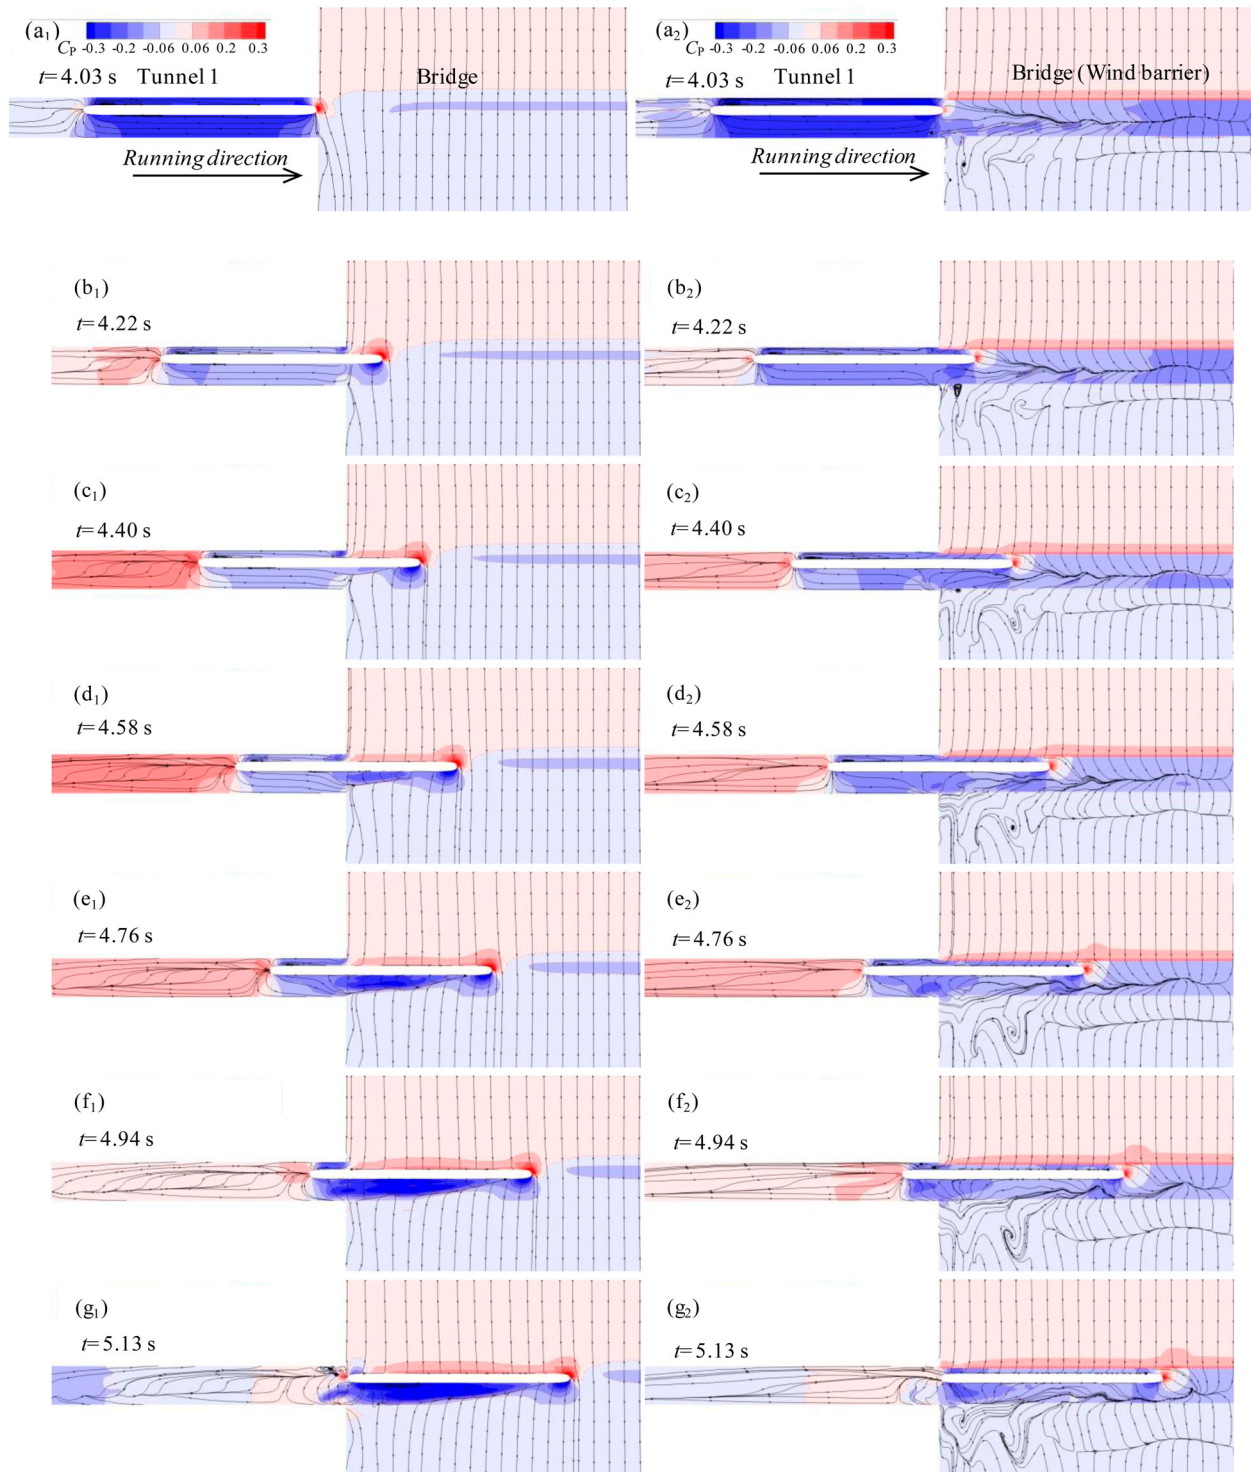 (a₁)
C_P -0.3 -0.2 -0.06 0.06 0.2 0.3
t=4.03 s Tunnel 1 Bridge
Running direction
(a₂)
C_P -0.3 -0.2 -0.06 0.06 0.2 0.3
t=4.03 s Tunnel 1 Bridge (Wind barrier)
Running direction
(b₁)
t=4.22 s
(b₂)
t=4.22 s
(c₁)
t=4.40 s
(c₂)
t=4.40 s
(d₁)
t=4.58 s
(d₂)
t=4.58 s
(e₁)
t=4.76 s
(e₂)
t=4.76 s
(f₁)
t=4.94 s
(f₂)
t=4.94 s
(g₁)
t=5.13 s
(g₂)
t=5.13 s